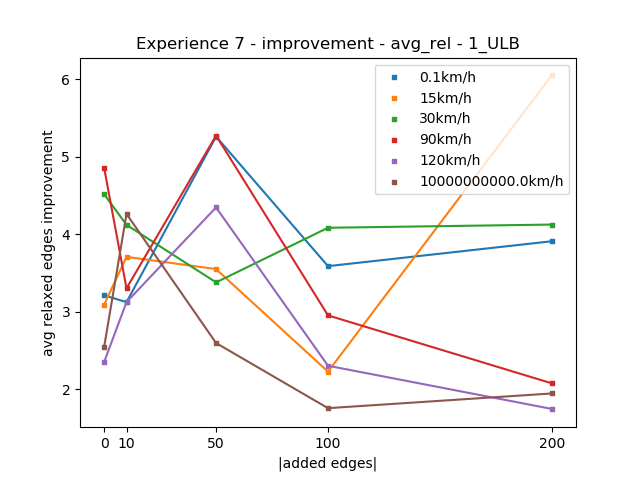 Experience 7 - improvement - avg_rel - 1_ULB
avg relaxed edges improvement
6
5
4
3
2
0.1km/h
15km/h
30km/h
90km/h
120km/h
10000000000.0km/h
0 10 50 100 200
|added edges|